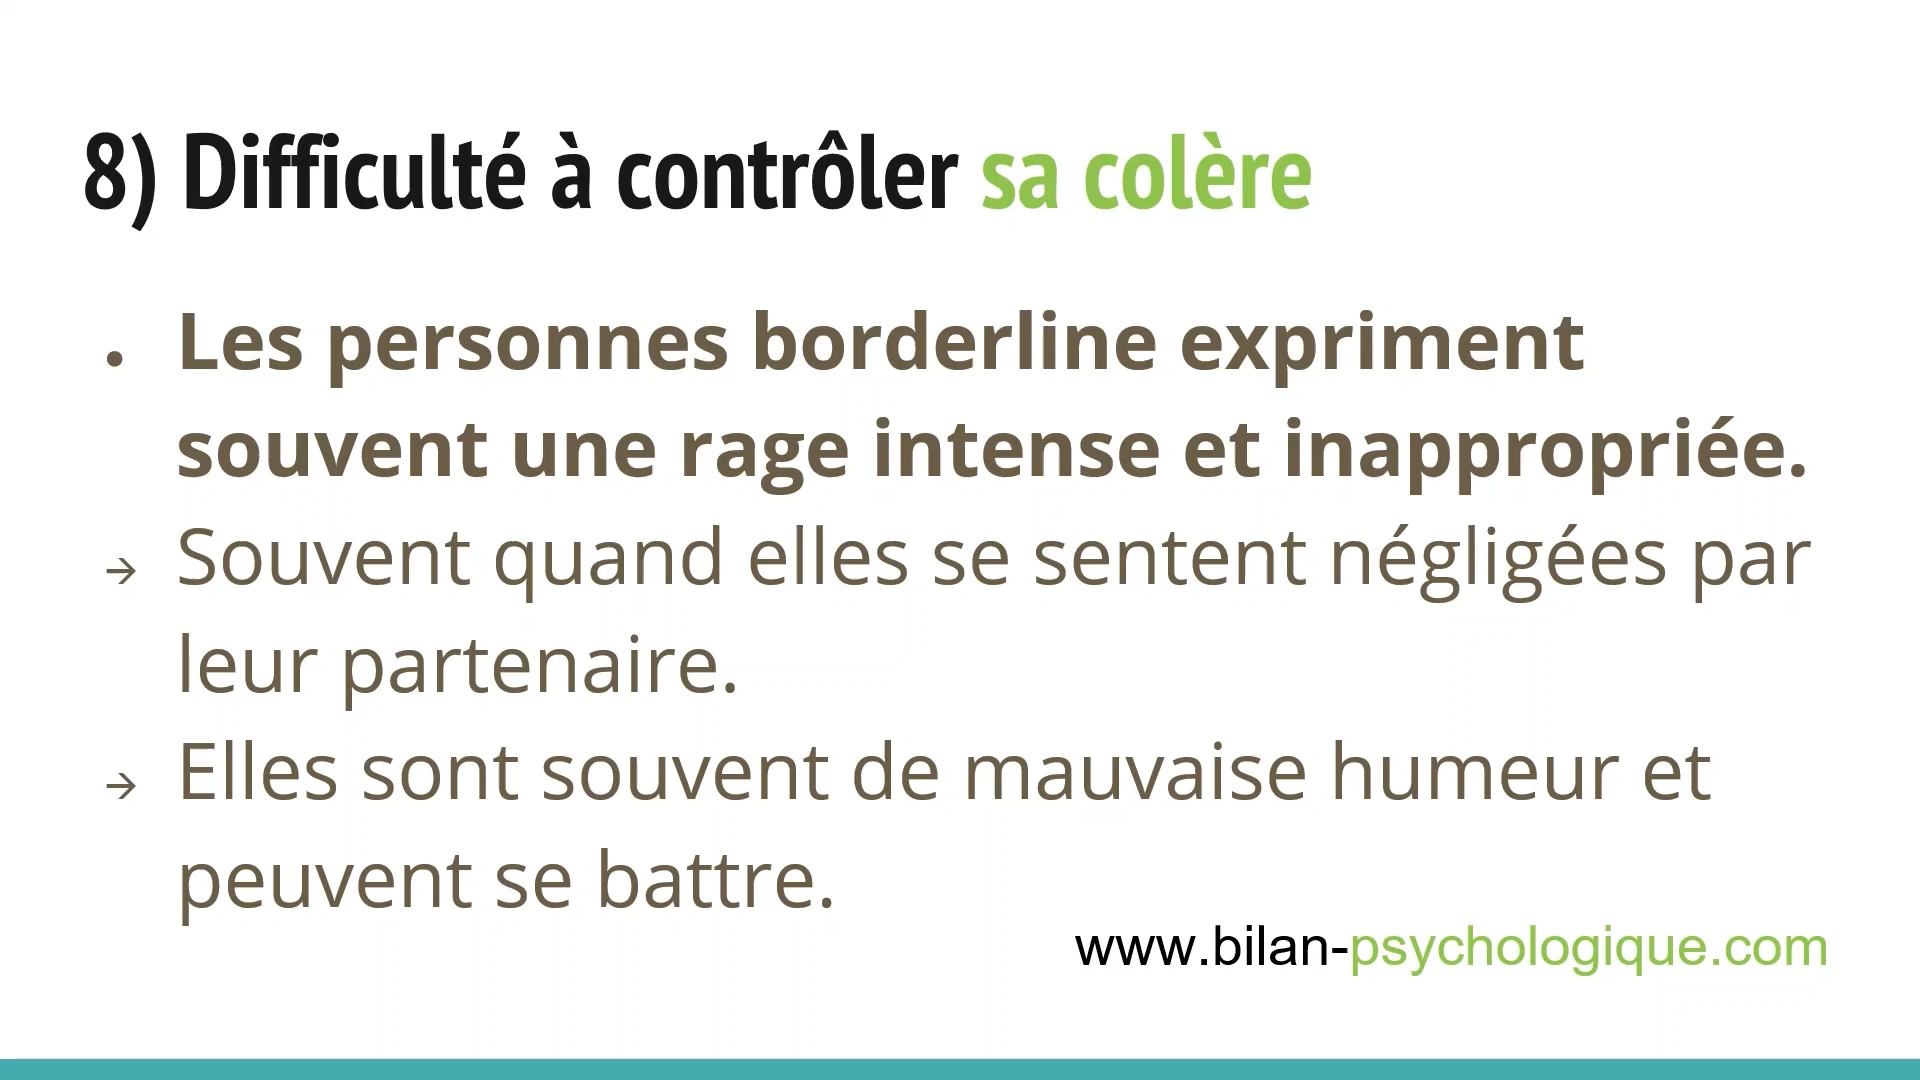 8) Difficulté à contrôler sa colère
• Les personnes borderline expriment
souvent une rage intense et inappropriée.
→ Souvent quand elles se sentent négligées par
leur partenaire.
→ Elles sont souvent de mauvaise humeur et
peuvent se battre.
www.bilan-psychologique.com